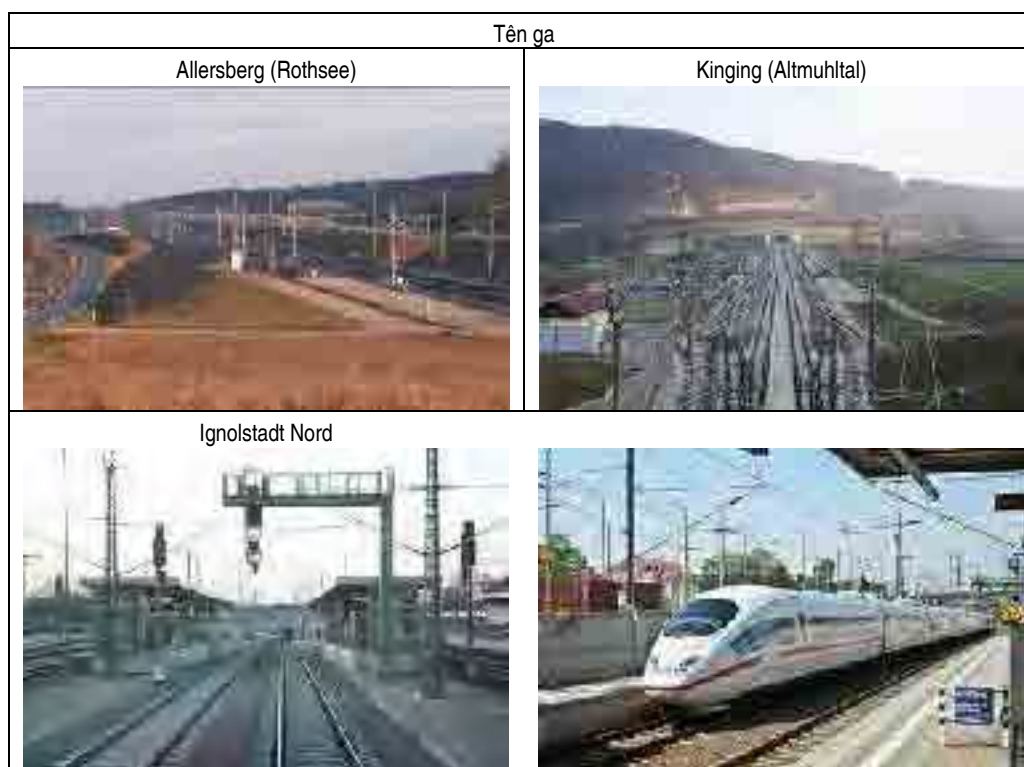 Tên ga
Allersberg (Rothsee)
Kinging (Altmuhltal)
Ignolstadt Nord